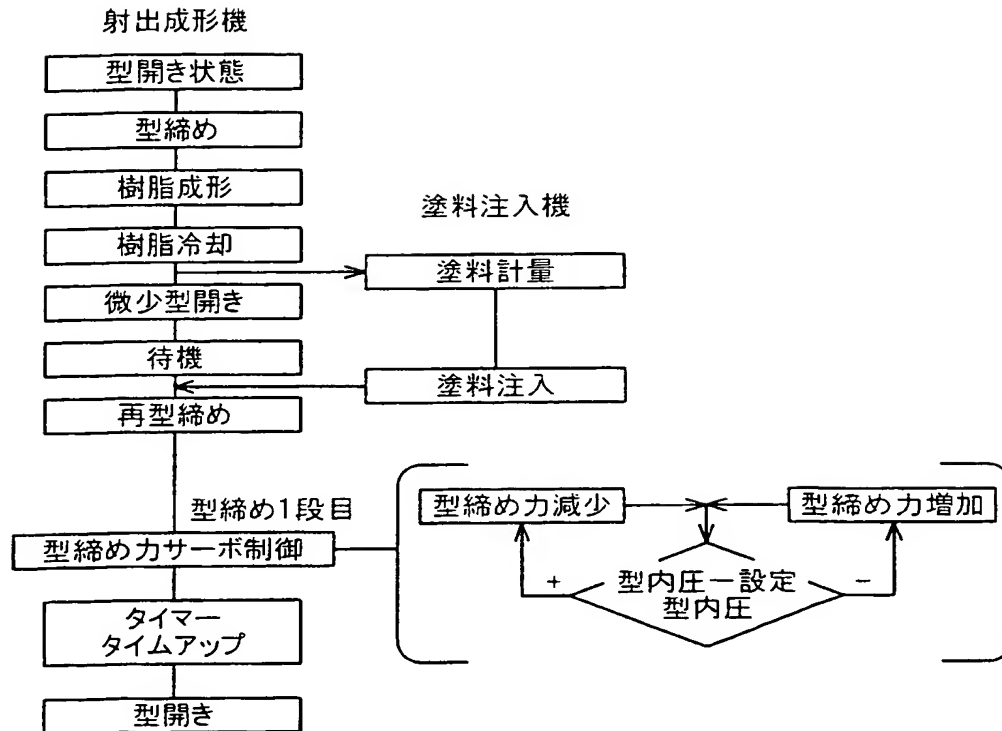 射出成形機
型開き状態
型締め
樹脂成形
樹脂冷却
微少型開き
待機
再型締め
塗料注入機
塗料計量
塗料注入
型締め1段目
型締め力サーボ制御
タイマー
タイムアップ
型開き
型締め力減少
型締め力増加
+
型内圧ー設定
型内圧
−